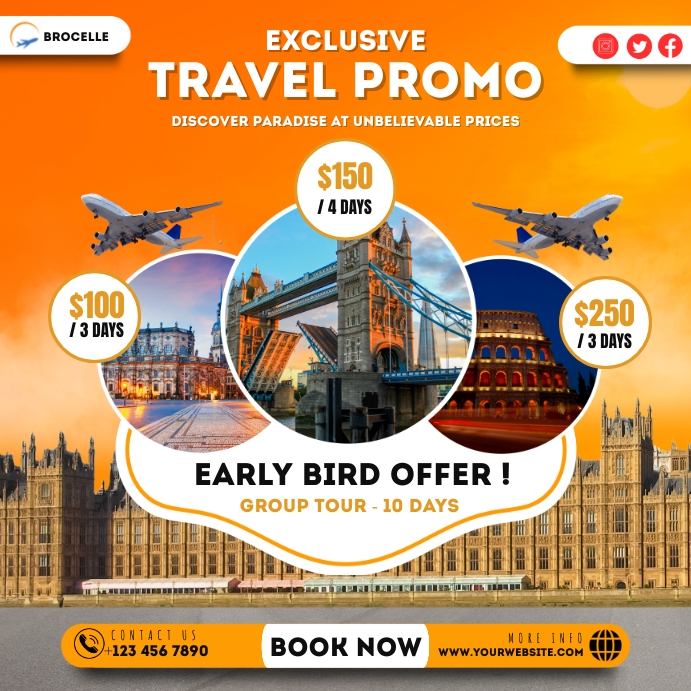 BROCELLE
EXCLUSIVE
TRAVEL PROMO
DISCOVER PARADISE AT UNBELIEVABLE PRICES
$150
/ 4 DAYS
$100
/ 3 DAYS
$250
/ 3 DAYS
EARLY BIRD OFFER !
GROUP TOUR - 10 DAYS
CONTACT US
+123 456 7890
BOOK NOW
MORE INFO
WWW.YOURWEBSITE.COM